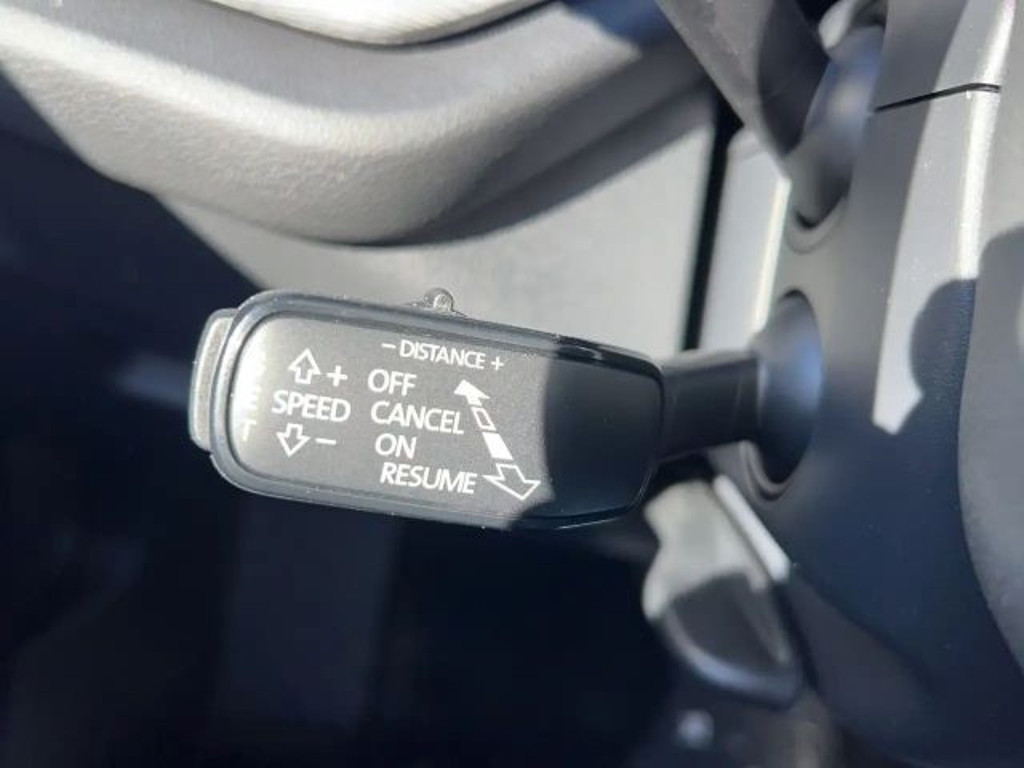 − DISTANCE +
+ OFF
SPEED CANCEL
− ON
RESUME